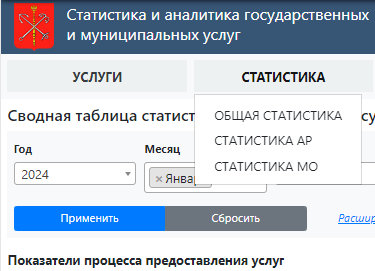 Статистика и аналитика государственных
и муниципальных услуг
УСЛУГИ
СТАТИСТИКА
Сводная таблица статист
су
ОБЩАЯ СТАТИСТИКА
СТАТИСТИКА АР
СТАТИСТИКА МО
Год
Месяц
2024
× Январ
Применить
Сбросить
Расшир
Показатели процесса предоставления услуг